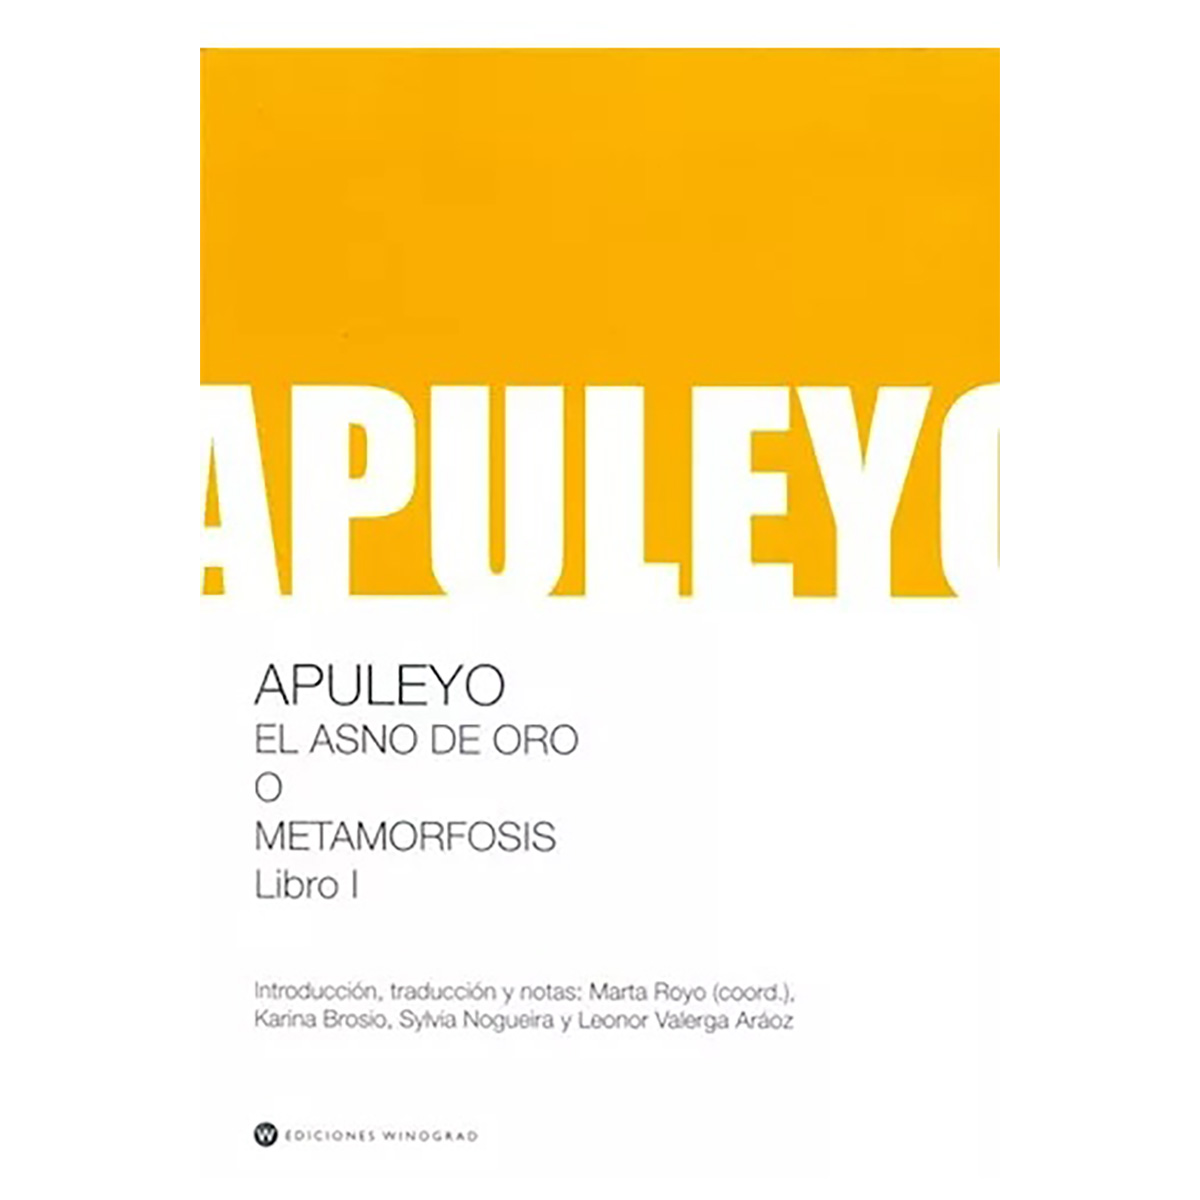 APULEYO
APULEYO
EL ASNO DE ORO
O
METAMORFOSIS
Libro I
Introducción, traducción y notas: Marta Royo (coord.),
Karina Brosio, Sylvia Nogueira y Leonor Valerga Aráoz
W EDICIONES WINOGRAD